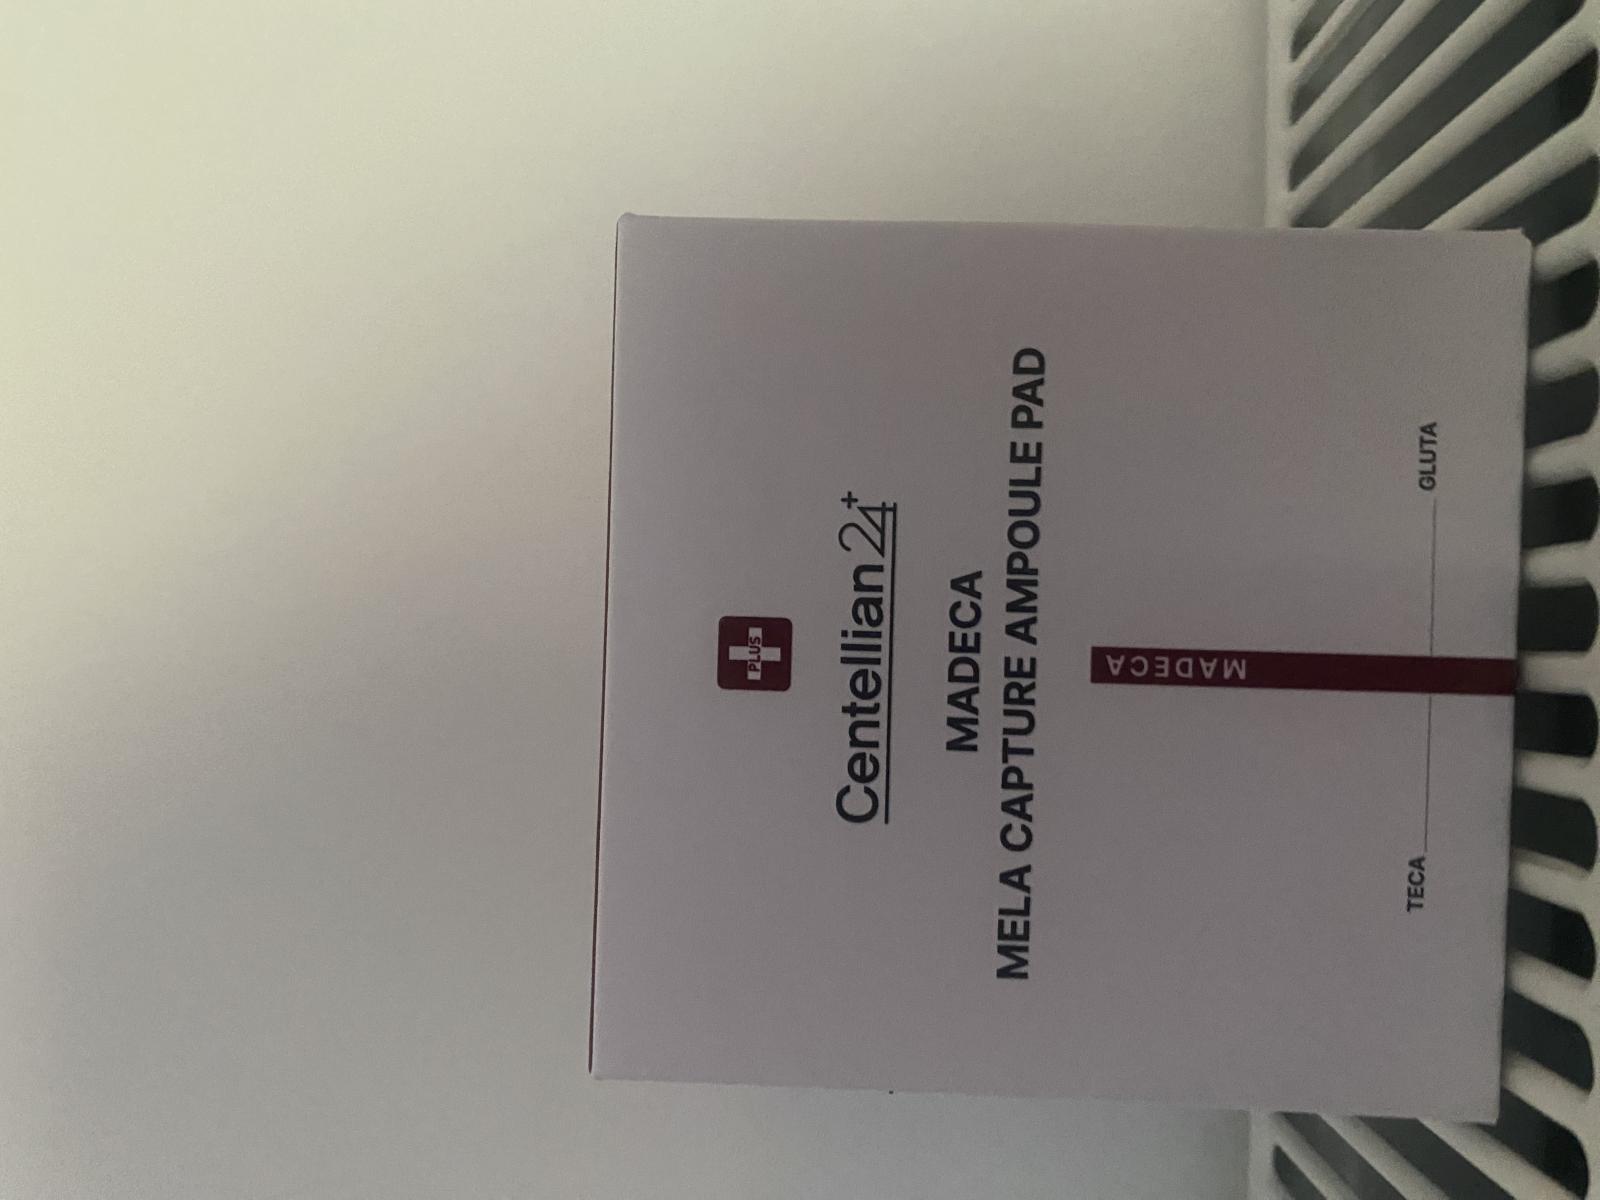 PLUS
Centellian24+
MADECA
MELA CAPTURE AMPOULE PAD
MADECA
TECA
GLUTA